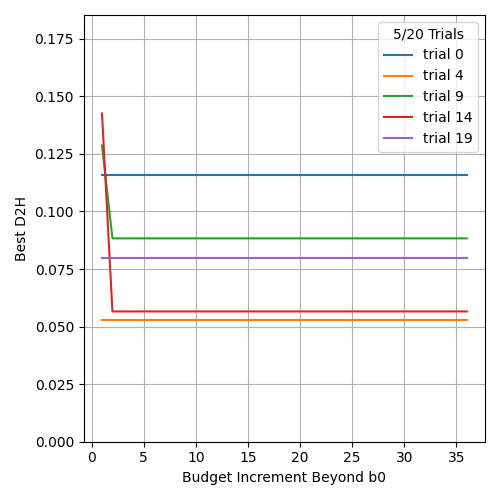 5/20 Trials
trial 0
trial 4
trial 9
trial 14
trial 19
0.175
0.150
0.125
0.100
0.075
0.050
0.025
0.000
Best D2H
0 5 10 15 20 25 30 35
Budget Increment Beyond b0